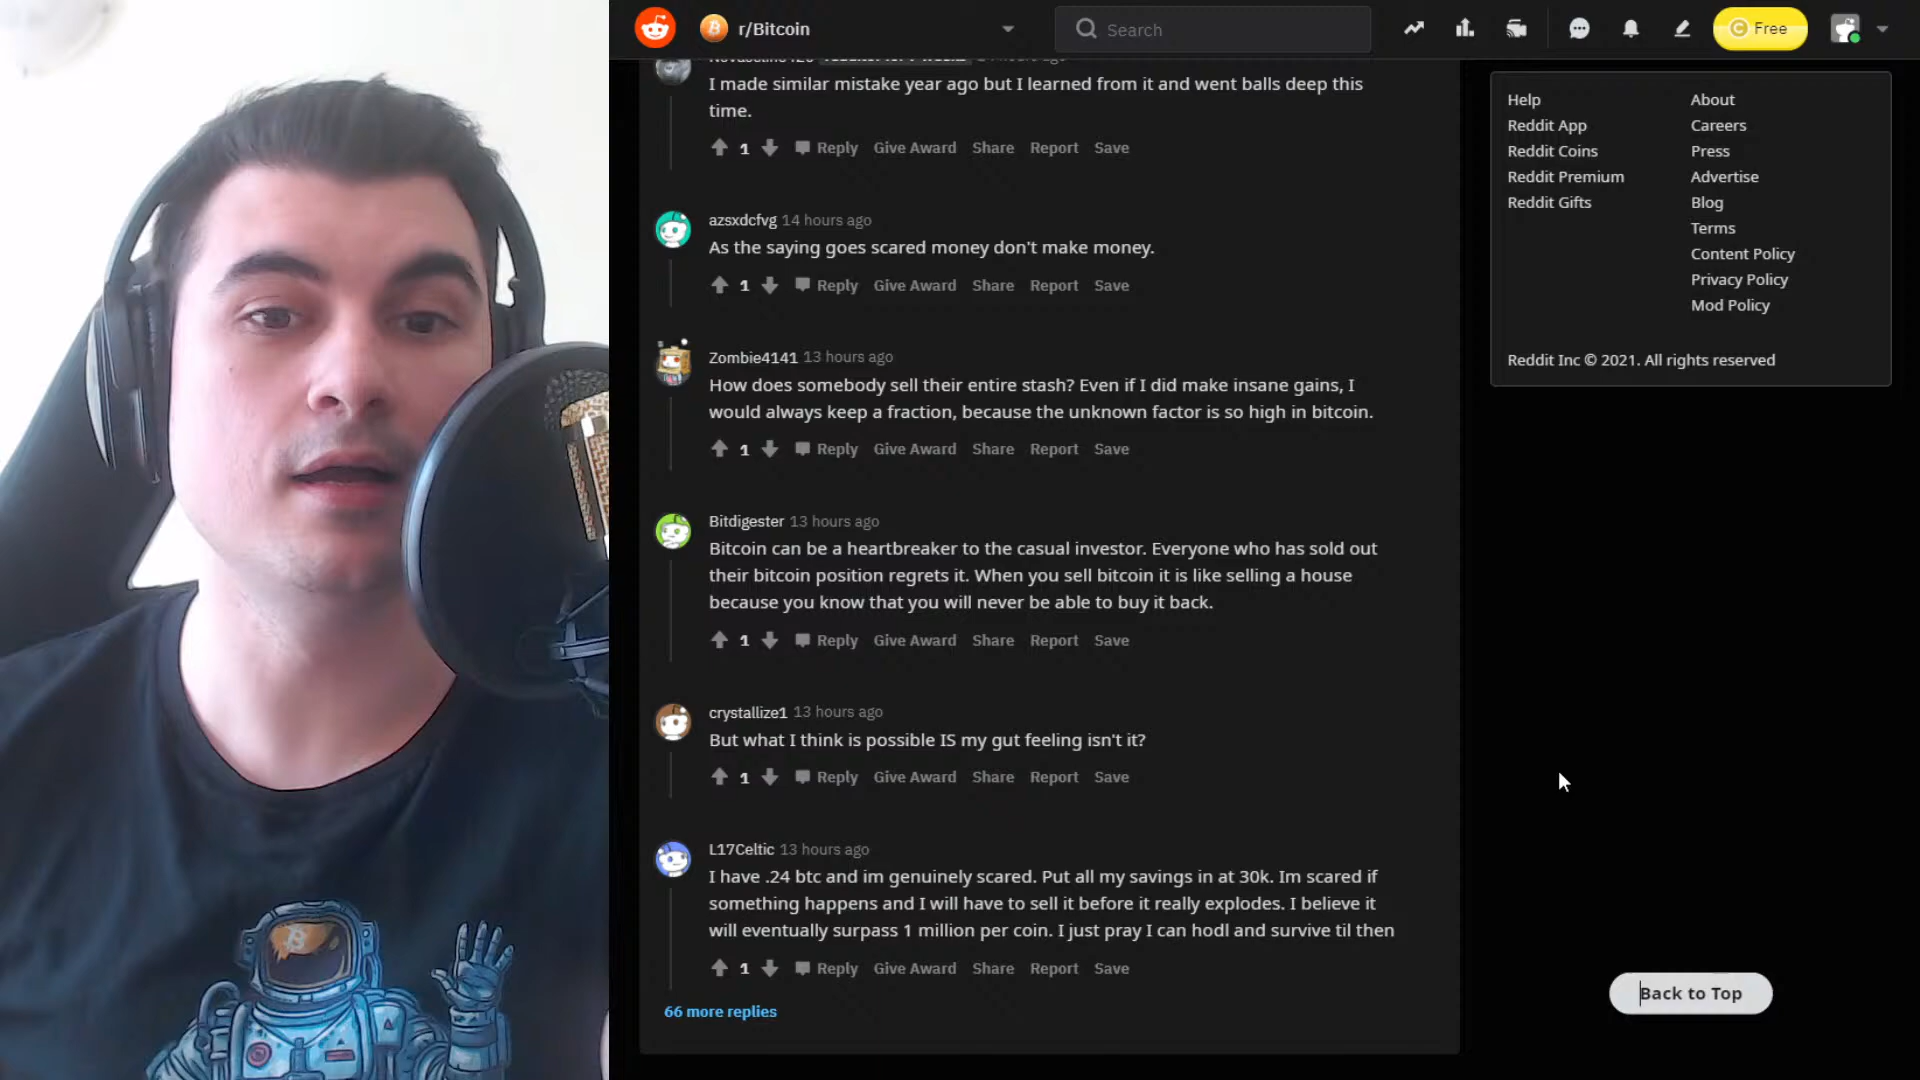 r/Bitcoin
Search
Free
I made similar mistake year ago but I learned from it and went balls deep this
time.
1 Reply Give Award Share Report Save
azsxdcfvg 14 hours ago
As the saying goes scared money don't make money.
1 Reply Give Award Share Report Save
Zombie4141 13 hours ago
How does somebody sell their entire stash? Even if I did make insane gains, I
would always keep a fraction, because the unknown factor is so high in bitcoin.
1 Reply Give Award Share Report Save
Bitdigester 13 hours ago
Bitcoin can be a heartbreaker to the casual investor. Everyone who has sold out
their bitcoin position regrets it. When you sell bitcoin it is like selling a house
because you know that you will never be able to buy it back.
1 Reply Give Award Share Report Save
crystallize1 13 hours ago
But what I think is possible IS my gut feeling isn't it?
1 Reply Give Award Share Report Save
L17Celtic 13 hours ago
I have .24 btc and im genuinely scared. Put all my savings in at 30k. Im scared if
something happens and I will have to sell it before it really explodes. I believe it
will eventually surpass 1 million per coin. I just pray I can hodl and survive til then
1 Reply Give Award Share Report Save
66 more replies
Help About
Reddit App Careers
Reddit Coins Press
Reddit Premium Advertise
Reddit Gifts Blog
Terms
Content Policy
Privacy Policy
Mod Policy
Reddit Inc © 2021. All rights reserved
Back to Top